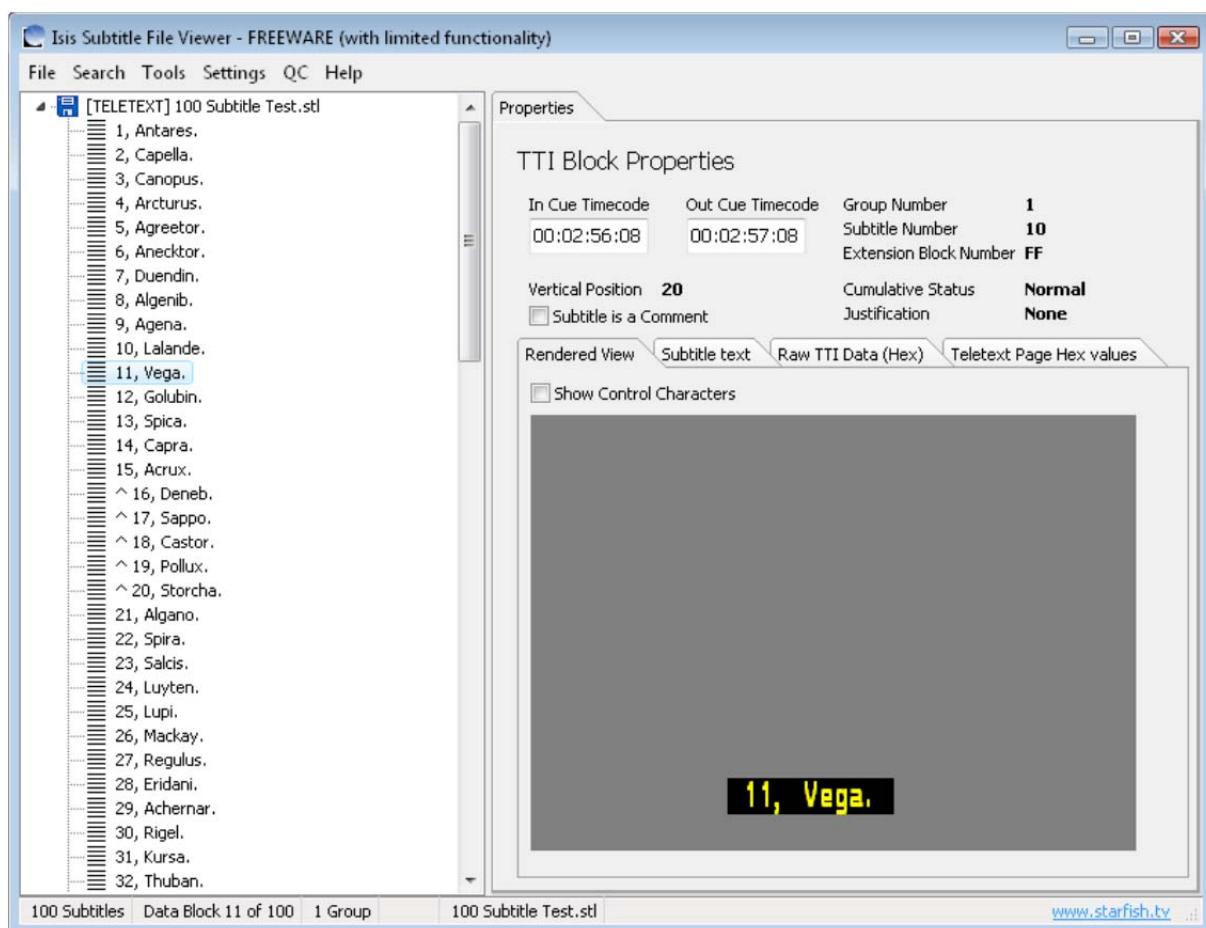 Isis Subtitle File Viewer - FREEWARE (with limited functionality)
File Search Tools Settings QC Help
[TELETEXT] 100 Subtitle Test.stl
1, Antares.
2, Capella.
3, Canopus.
4, Arcturus.
5, Agreetor.
6, Anecktor.
7, Duendin.
8, Algenib.
9, Agena.
10, Lalande.
11, Vega.
12, Golubin.
13, Spica.
14, Capra.
15, Acrux.
^ 16, Deneb.
^ 17, Sappo.
^ 18, Castor.
^ 19, Pollux.
^ 20, Storcha.
21, Algano.
22, Spira.
23, Salcis.
24, Luyten.
25, Lupi.
26, Mackay.
27, Regulus.
28, Eridani.
29, Achernar.
30, Rigel.
31, Kursa.
32, Thuban.
Properties
TTI Block Properties
In Cue Timecode Out Cue Timecode Group Number 1
00:02:56:08 00:02:57:08 Subtitle Number 10
Extension Block Number FF
Vertical Position 20 Cumulative Status Normal
Subtitle is a Comment Justification None
Rendered View Subtitle text Raw TTI Data (Hex) Teletext Page Hex values
Show Control Characters
11, Vega.
100 Subtitles Data Block 11 of 100 1 Group 100 Subtitle Test.stl www.starfish.tv